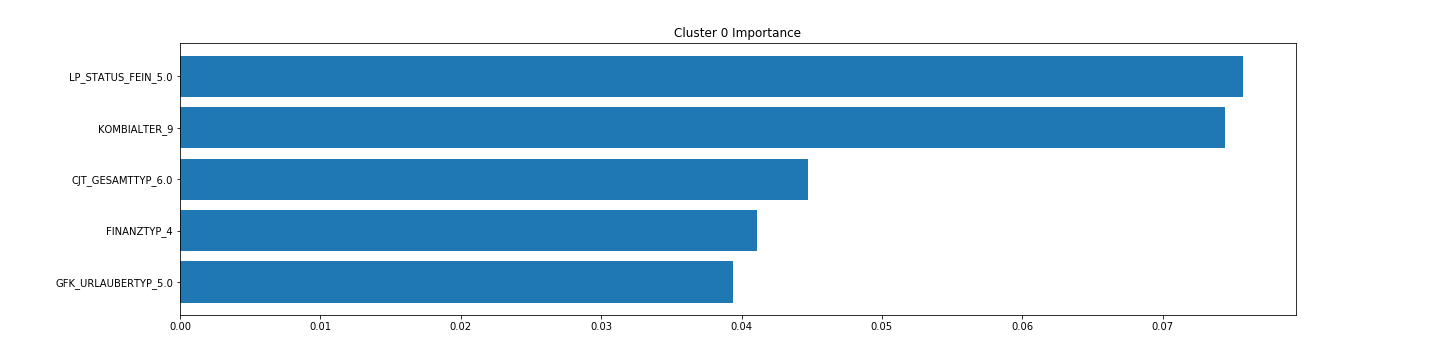 Cluster 0 Importance
LP_STATUS_FEIN_5.0
KOMBIALTER_9
CJT_GESAMTTYP_6.0
FINANZTYP_4
GFK_URLAUBERTYP_5.0
0.00 0.01 0.02 0.03 0.04 0.05 0.06 0.07